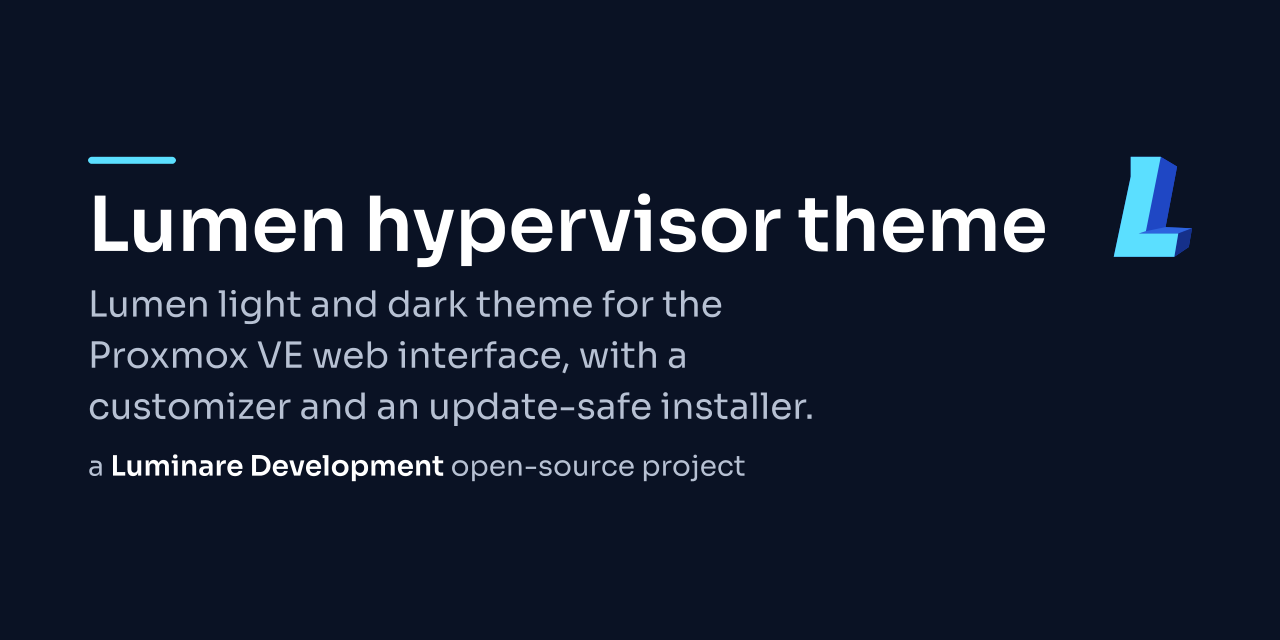 Lumen hypervisor theme
Lumen light and dark theme for the
Proxmox VE web interface, with a
customizer and an update-safe installer.
a Luminare Development open-source project